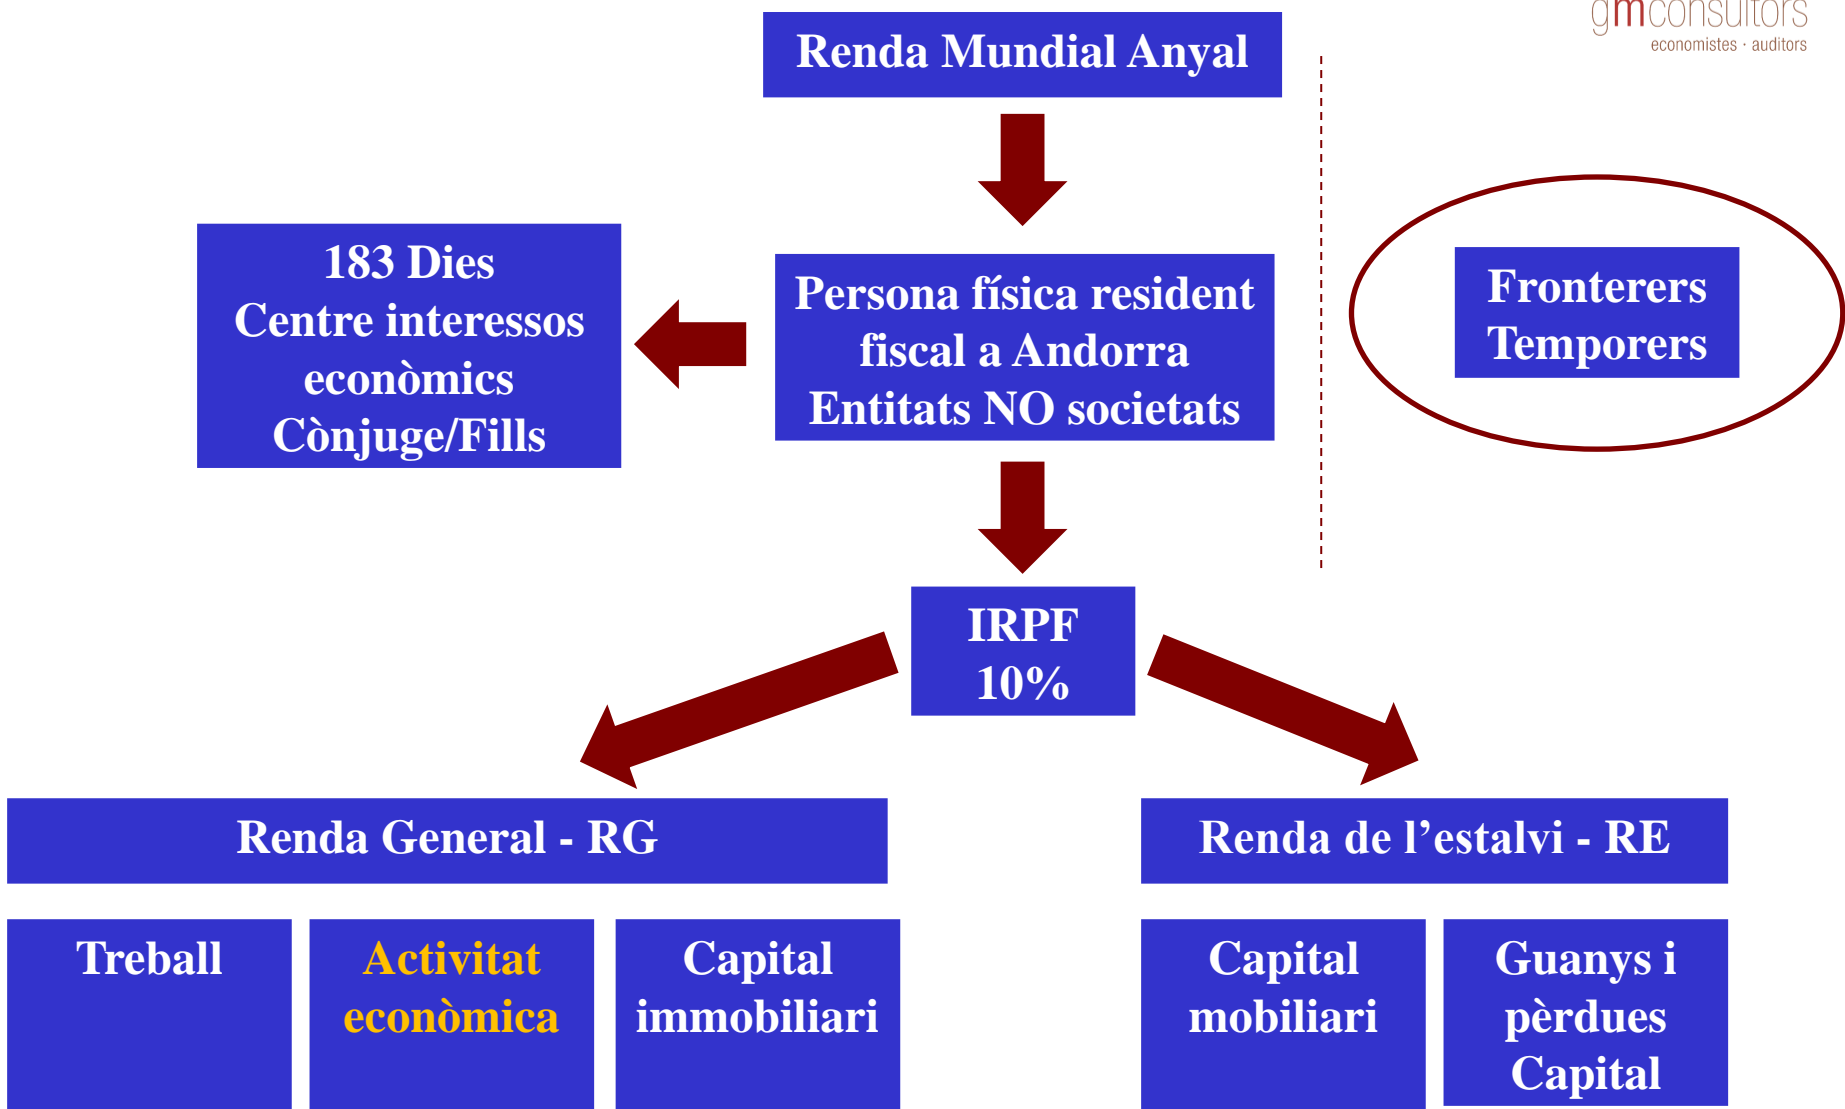 gmconsultors
economistes · auditors
Renda Mundial Anyal
183 Dies
Centre interessos
econòmics
Cònjuge/Fills
Persona física resident
fiscal a Andorra
Entitats NO societats
Fronterers
Temporers
IRPF
10%
Renda General - RG
Renda de l’estalvi - RE
Treball
Activitat
econòmica
Capital
immobiliari
Capital
mobiliari
Guanys i
pèrdues
Capital